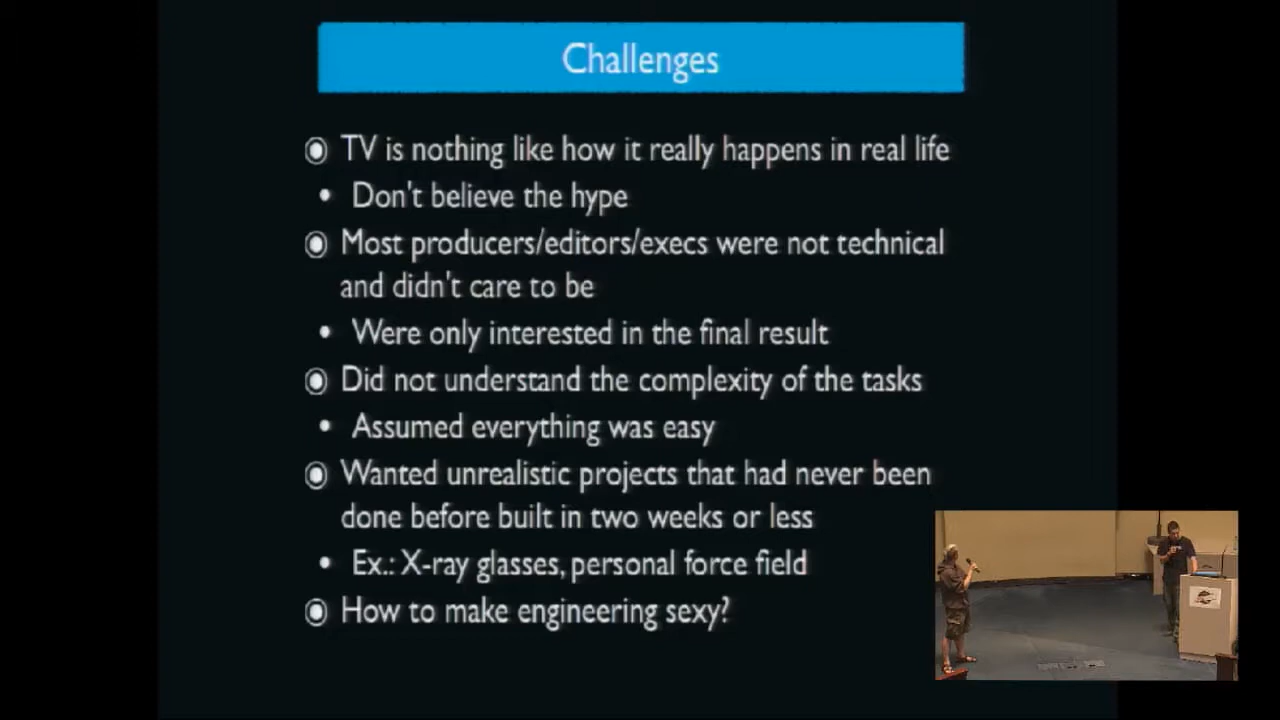 Challenges
TV is nothing like how it really happens in real life
Don't believe the hype
Most producers/editors/execs were not technical
and didn't care to be
Were only interested in the final result
Did not understand the complexity of the tasks
Assumed everything was easy
Wanted unrealistic projects that had never been
done before built in two weeks or less
Ex.: X-ray glasses, personal force field
How to make engineering sexy?